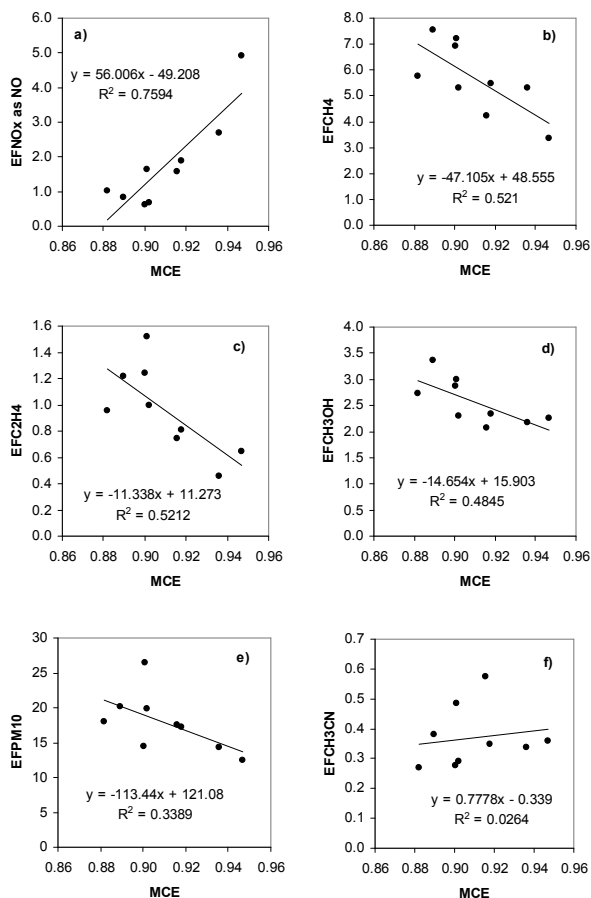 a)
y = 56.006x - 49.208
R² = 0.7594
EFNOx as NO
6.0
5.0
4.0
3.0
2.0
1.0
0.0
0.86 0.88 0.90 0.92 0.94 0.96
MCE
b)
y = -47.105x + 48.555
R² = 0.521
EFCH4
8.0
7.0
6.0
5.0
4.0
3.0
2.0
1.0
0.0
0.86 0.88 0.90 0.92 0.94 0.96
MCE
c)
y = -11.338x + 11.273
R² = 0.5212
EFC2H4
1.6
1.4
1.2
1.0
0.8
0.6
0.4
0.2
0.0
0.86 0.88 0.90 0.92 0.94 0.96
MCE
d)
y = -14.654x + 15.903
R² = 0.4845
EFCH3OH
4.0
3.5
3.0
2.5
2.0
1.5
1.0
0.5
0.0
0.86 0.88 0.90 0.92 0.94 0.96
MCE
e)
y = -113.44x + 121.08
R² = 0.3389
EFPM10
30
25
20
15
10
5
0
0.86 0.88 0.90 0.92 0.94 0.96
MCE
f)
y = 0.7778x - 0.339
R² = 0.0264
EFCH3CN
0.7
0.6
0.5
0.4
0.3
0.2
0.1
0.0
0.86 0.88 0.90 0.92 0.94 0.96
MCE